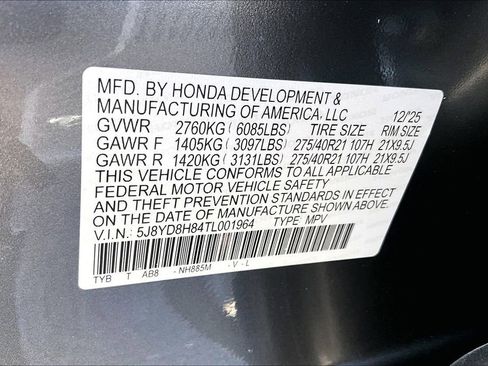 MFD. BY HONDA DEVELOPMENT &
MANUFACTURING OF AMERICA, LLC 12/'25
GVWR 2760KG ( 6085LBS) TIRE SIZE RIM SIZE
GAWR F 1405KG ( 3097LBS) 275/40R21 107H 21X9.5J
GAWR R 1420KG ( 3131LBS) 275/40R21 107H 21X9.5J
THIS VEHICLE CONFORMS TO ALL APPLICABLE
FEDERAL MOTOR VEHICLE SAFETY
AND THEFT PREVENTION STANDARDS IN EFFECT
ON THE DATE OF MANUFACTURE SHOWN ABOVE.
V.I.N.: 5J8YD8H84TL001964 TYPE: MPV
TYB T AB8 - NH885M - V - L